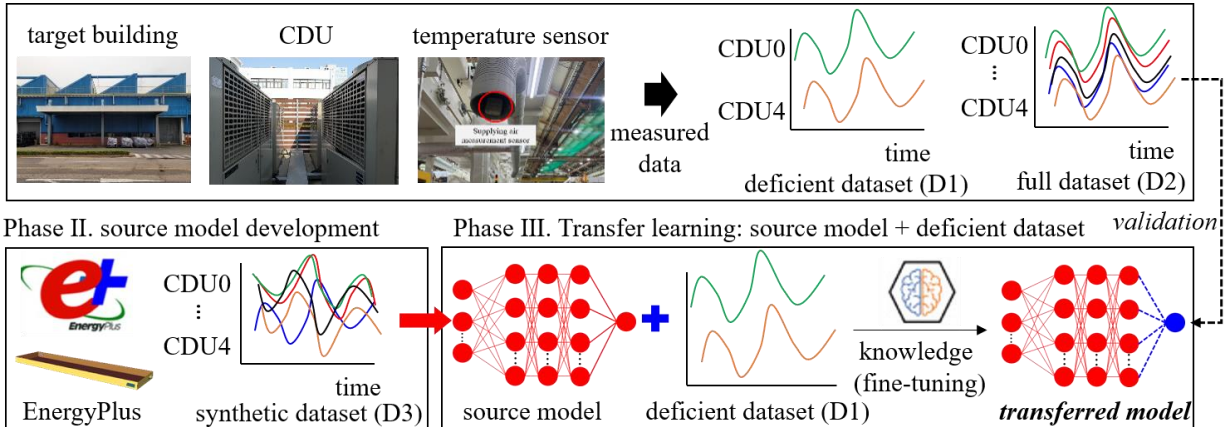 target building
CDU
temperature sensor
Supplying air
measurement sensor
measured
data
CDU0
CDU4
time
deficient dataset (D1)
CDU0
CDU4
time
full dataset (D2)
validation
Phase II. source model development
e+
EnergyPlus
EnergyPlus
CDU0
CDU4
time
synthetic dataset (D3)
Phase III. Transfer learning: source model + deficient dataset
source model
deficient dataset (D1)
knowledge
(fine-tuning)
transferred model